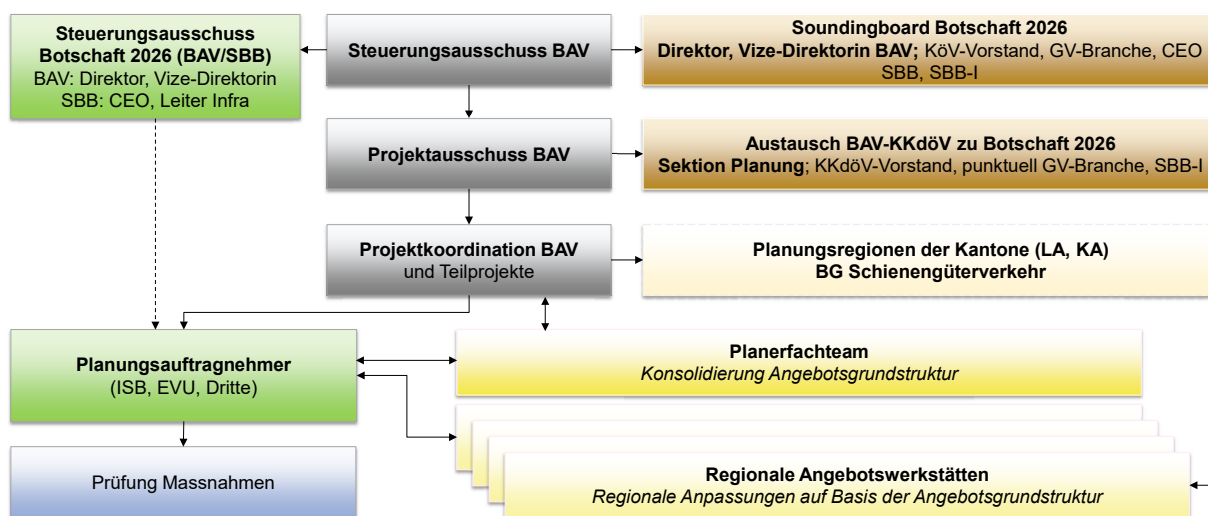 Steuerungsausschuss
Botschaft 2026 (BAV/SBB)
BAV: Direktor, Vize-Direktorin
SBB: CEO, Leiter Infra
Steuerungsausschuss BAV
Soundingboard Botschaft 2026
Direktor, Vize-Direktorin BAV; KöV-Vorstand, GV-Branche, CEO
SBB, SBB-I
Projektausschuss BAV
Austausch BAV-KKdöV zu Botschaft 2026
Sektion Planung; KKdöV-Vorstand, punktuell GV-Branche, SBB-I
Projektkoordination BAV
und Teilprojekte
Planungsregionen der Kantone (LA, KA)
BG Schienengüterverkehr
Planungsauftragnehmer
(ISB, EVU, Dritte)
Planerfachteam
Konsolidierung Angebotsgrundstruktur
Prüfung Massnahmen
Regionale Angebotswerkstätten
Regionale Anpassungen auf Basis der Angebotsgrundstruktur